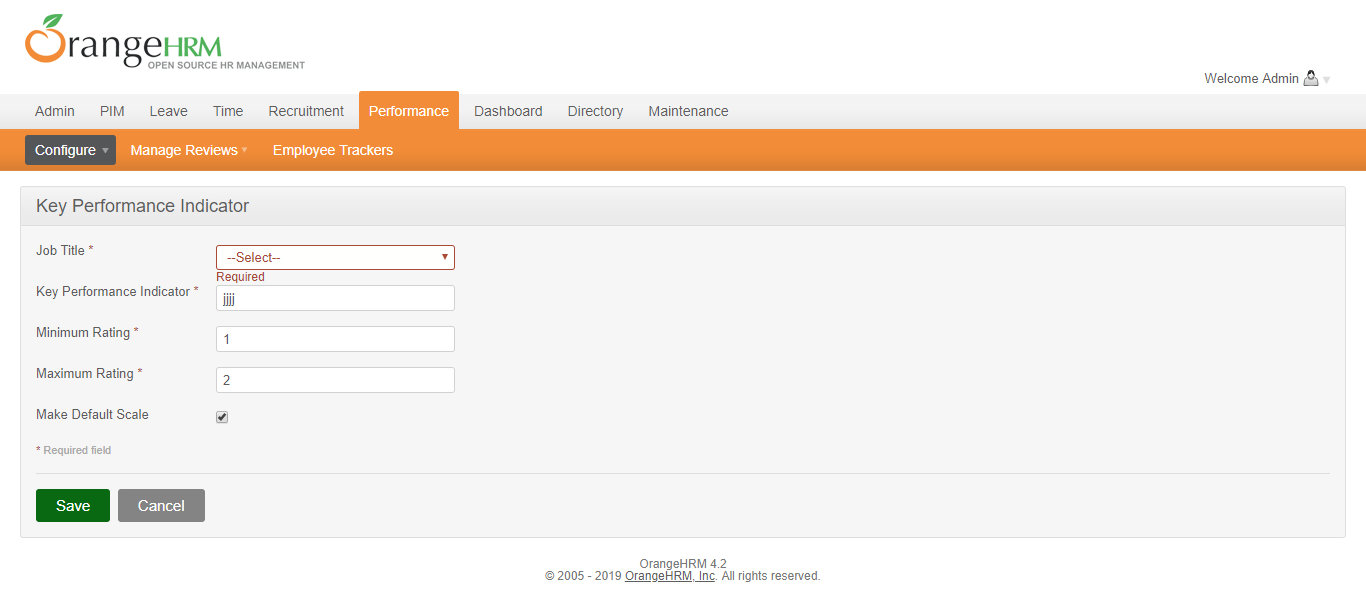 OrangeHRM
OPEN SOURCE HR MANAGEMENT
Welcome Admin
Admin PIM Leave Time Recruitment Performance Dashboard Directory Maintenance
Configure Manage Reviews Employee Trackers
Key Performance Indicator
Job Title *
--Select--
Required
Key Performance Indicator *
jjjj
Minimum Rating *
1
Maximum Rating *
2
Make Default Scale
* Required field
Save Cancel
OrangeHRM 4.2
© 2005 - 2019 OrangeHRM, Inc. All rights reserved.